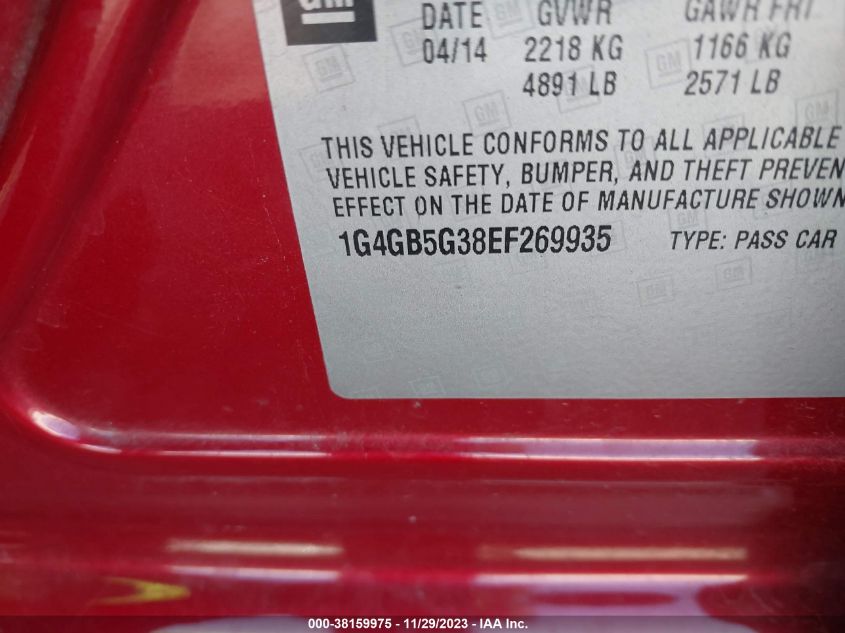 GM
DATE GVWR GAWR FRT
04/14 2218 KG 1166 KG
4891 LB 2571 LB
THIS VEHICLE CONFORMS TO ALL APPLICABLE
VEHICLE SAFETY, BUMPER, AND THEFT PREVEN
EFFECT ON THE DATE OF MANUFACTURE SHOWN
1G4GB5G38EF269935 TYPE: PASS CAR
000-38159975 - 11/29/2023 - IAA Inc.